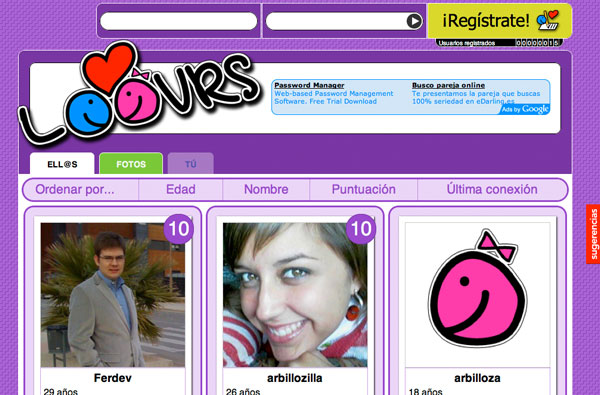 ¡Regístrate!
Usuarios registrados 00000015
LOOVRS
Password Manager
Web-based Password Management
Software. Free Trial Download
Busco pareja online
Te presentamos la pareja que buscas
100% seriedad en eDarling.es
Ads by Google
ELL@S
FOTOS
TÚ
Ordenar por...
Edad
Nombre
Puntuación
Última conexión
sugerencias
10
10
Ferdev
arbillozilla
arbilloza
29 años
26 años
18 años